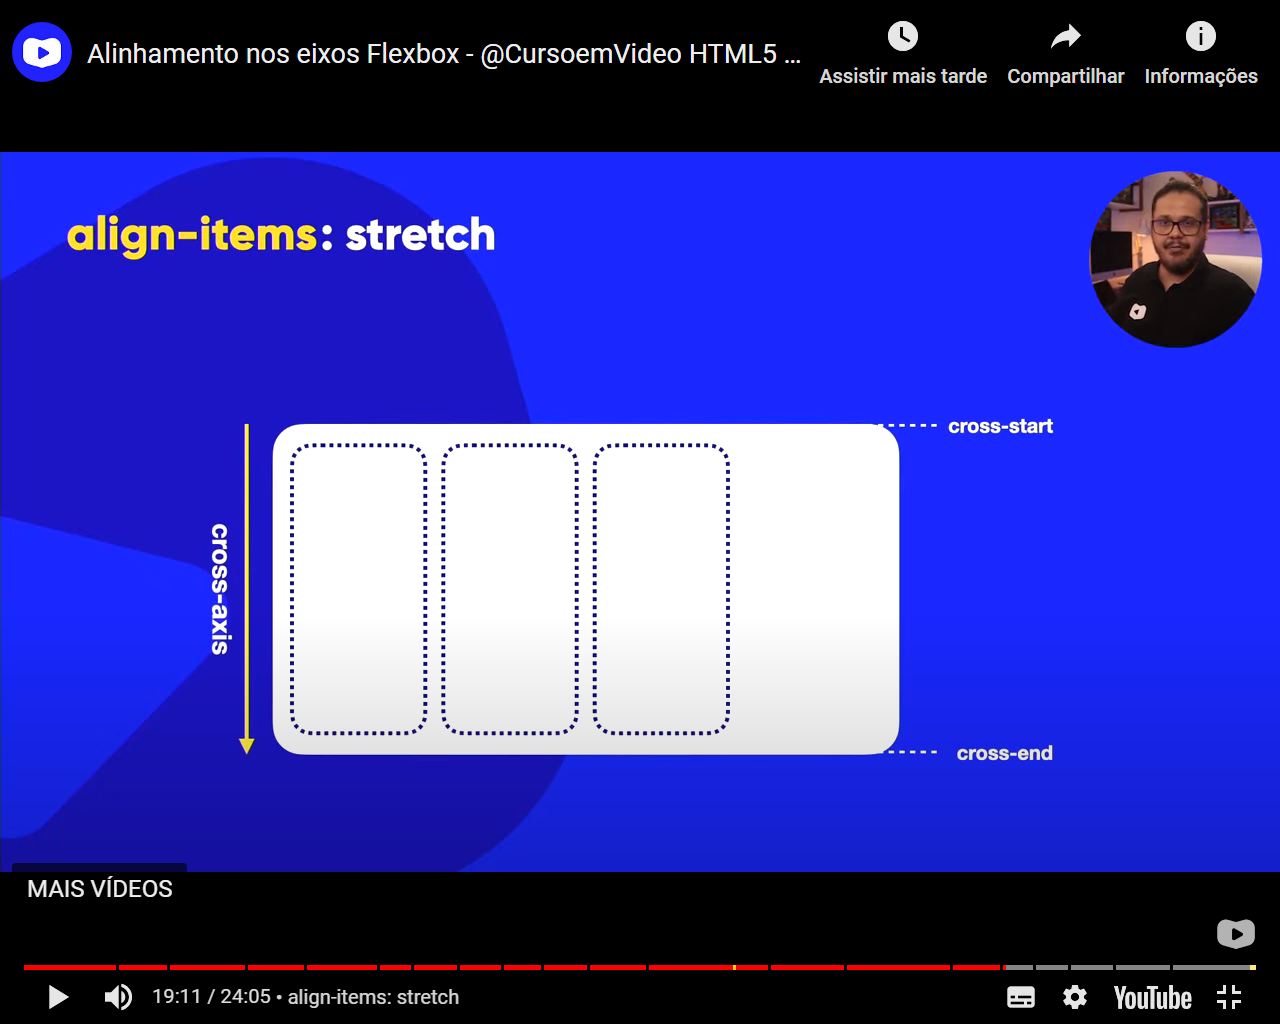 Alinhamento nos eixos Flexbox - @CursoemVideo HTML5 ...
Assistir mais tarde
Compartilhar
Informações
align-items: stretch
cross-start
cross-axis
cross-end
MAIS VÍDEOS
19:11 / 24:05 • align-items: stretch
YouTube